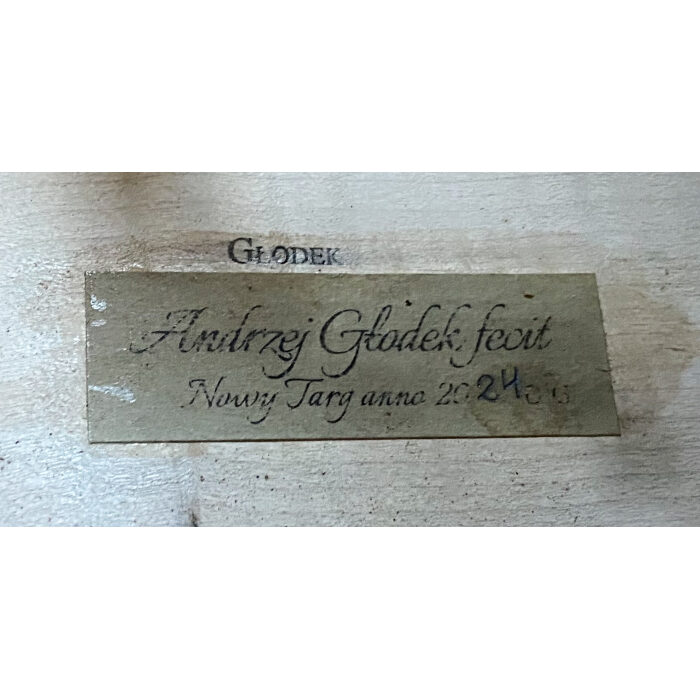 GŁODEK
Andrzej Głodek fecit
Nowy Targ anno 2024